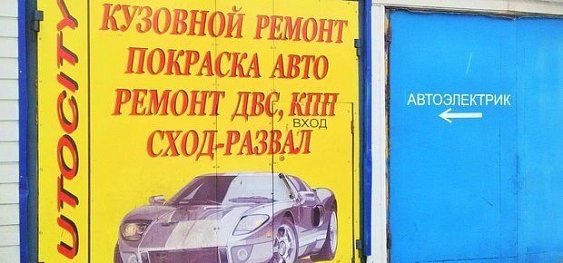 UTOCITY
КУЗОВНОЙ РЕМОНТ
ПОКРАСКА АВТО
РЕМОНТ ДВС, КПП
ВХОД
СХОД-РАЗВАЛ
АВТОЭЛЕКТРИК